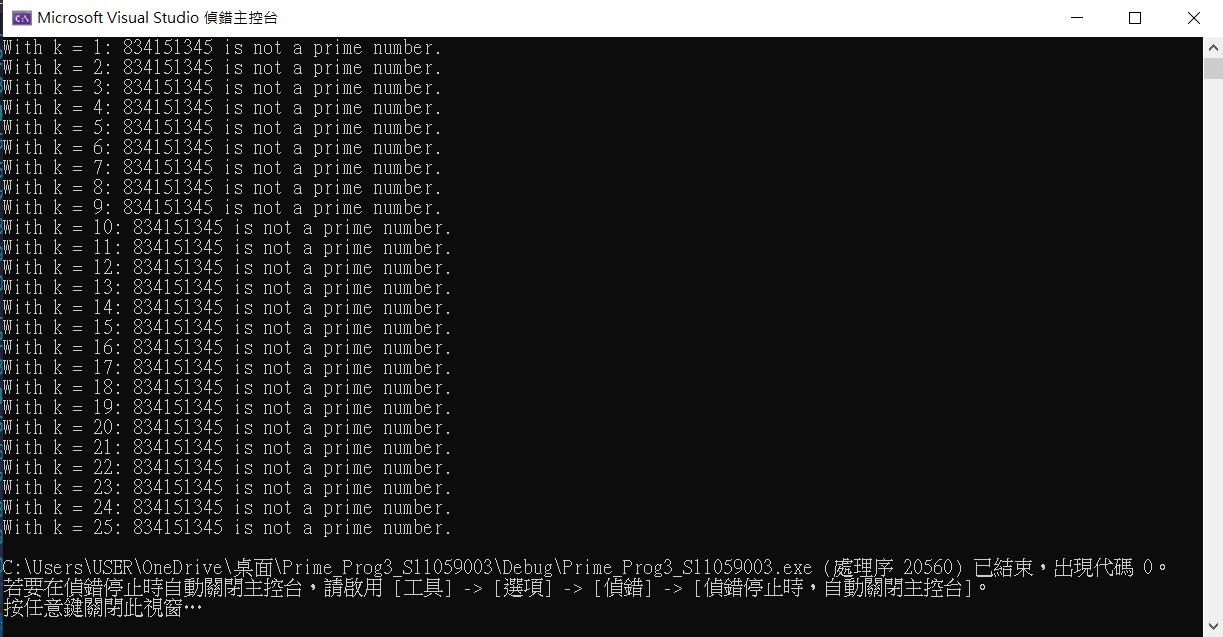 Microsoft Visual Studio 偵錯主控台
With k = 1: 834151345 is not a prime number.
With k = 2: 834151345 is not a prime number.
With k = 3: 834151345 is not a prime number.
With k = 4: 834151345 is not a prime number.
With k = 5: 834151345 is not a prime number.
With k = 6: 834151345 is not a prime number.
With k = 7: 834151345 is not a prime number.
With k = 8: 834151345 is not a prime number.
With k = 9: 834151345 is not a prime number.
With k = 10: 834151345 is not a prime number.
With k = 11: 834151345 is not a prime number.
With k = 12: 834151345 is not a prime number.
With k = 13: 834151345 is not a prime number.
With k = 14: 834151345 is not a prime number.
With k = 15: 834151345 is not a prime number.
With k = 16: 834151345 is not a prime number.
With k = 17: 834151345 is not a prime number.
With k = 18: 834151345 is not a prime number.
With k = 19: 834151345 is not a prime number.
With k = 20: 834151345 is not a prime number.
With k = 21: 834151345 is not a prime number.
With k = 22: 834151345 is not a prime number.
With k = 23: 834151345 is not a prime number.
With k = 24: 834151345 is not a prime number.
With k = 25: 834151345 is not a prime number.
C:\Users\USER\OneDrive\桌面\Prime_Prog3_S11059003\Debug\Prime_Prog3_S11059003.exe (處理序 20560) 已結束，出現代碼 0。
若要在偵錯停止時自動關閉主控台，請啟用 [工具] -> [選項] -> [偵錯] -> [偵錯停止時，自動關閉主控台]。
按任意鍵關閉此視窗…